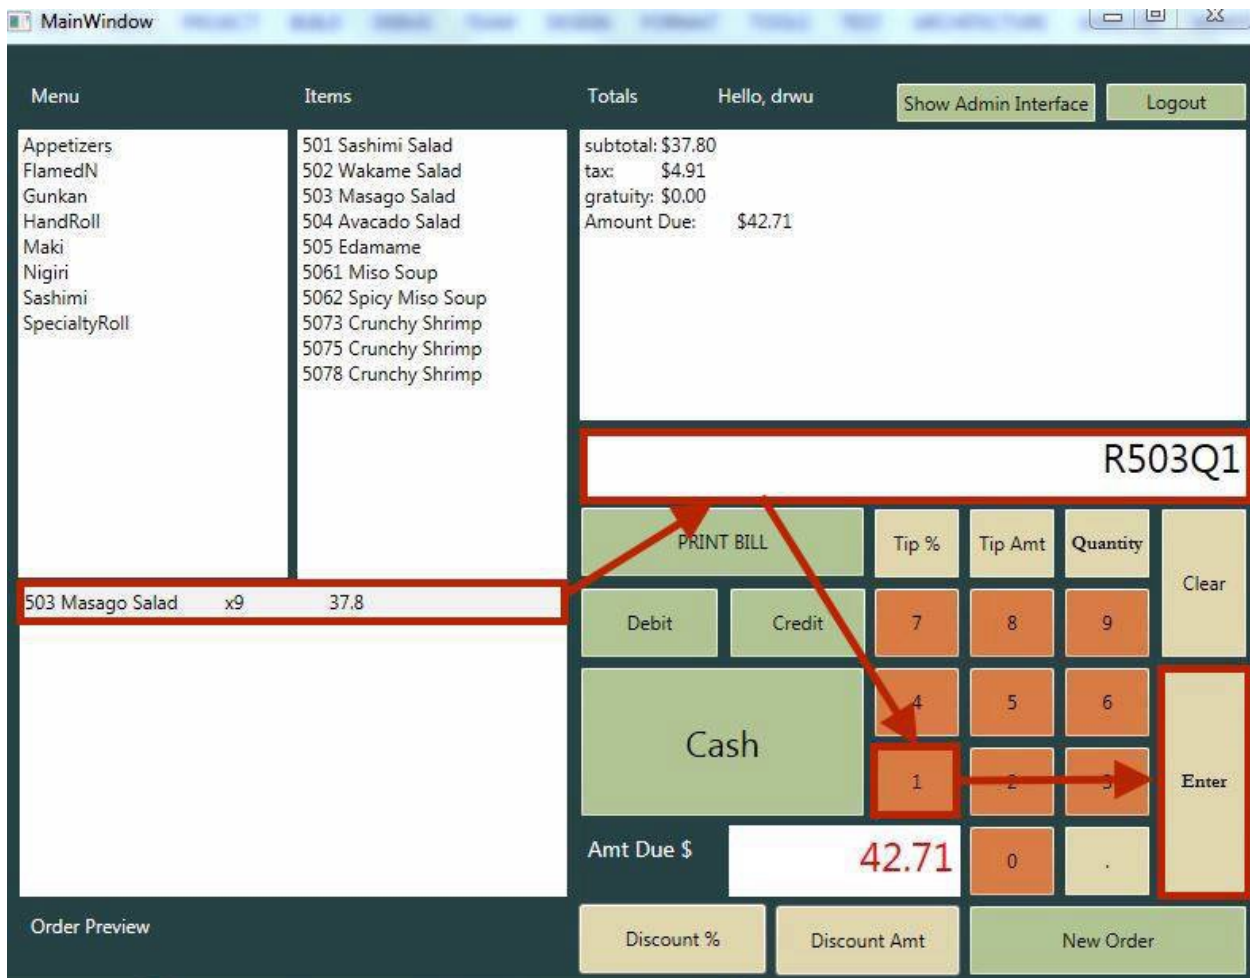 MainWindow
Menu
Items
Totals
Hello, drwu
Show Admin Interface
Logout
Appetizers
FlamedN
Gunkan
HandRoll
Maki
Nigiri
Sashimi
SpecialtyRoll
501 Sashimi Salad
502 Wakame Salad
503 Masago Salad
504 Avacado Salad
505 Edamame
5061 Miso Soup
5062 Spicy Miso Soup
5073 Crunchy Shrimp
5075 Crunchy Shrimp
5078 Crunchy Shrimp
subtotal: $37.80
tax: $4.91
gratuity: $0.00
Amount Due: $42.71
R503Q1
503 Masago Salad x9 37.8
PRINT BILL
Tip %
Tip Amt
Quantity
Clear
Debit
Credit
7
8
9
4
5
6
Cash
1
2
3
Enter
Amt Due $
42.71
0
.
Order Preview
Discount %
Discount Amt
New Order